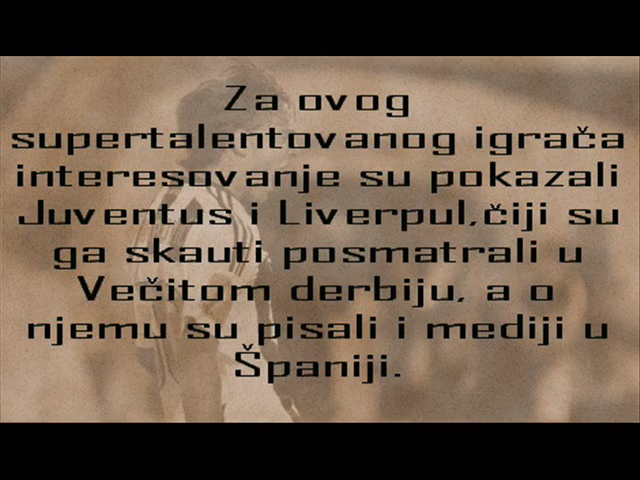 Za ovog
supertalentovanog igrača
interesovanje su pokazali
Juventus i Liverpul,čiji su
ga skauti posmatrali u
Večitom derbiju, a o
njemu su pisali i mediji u
Španiji.